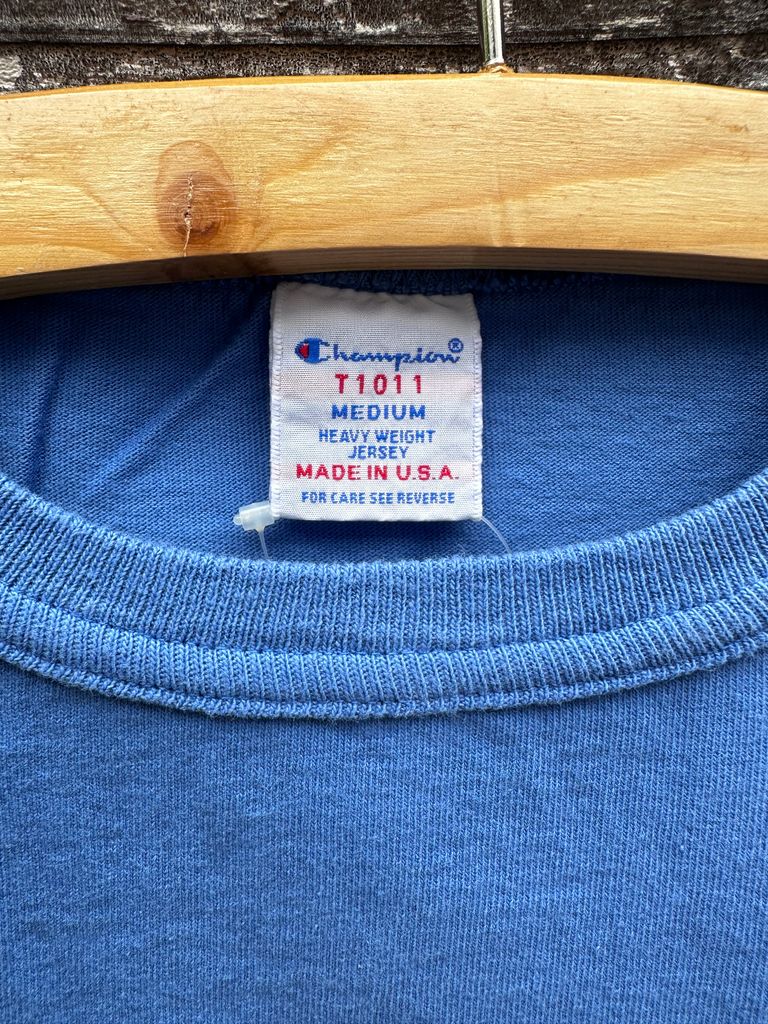 Champion®
T1011
MEDIUM
HEAVY WEIGHT
JERSEY
MADE IN U.S.A.
FOR CARE SEE REVERSE